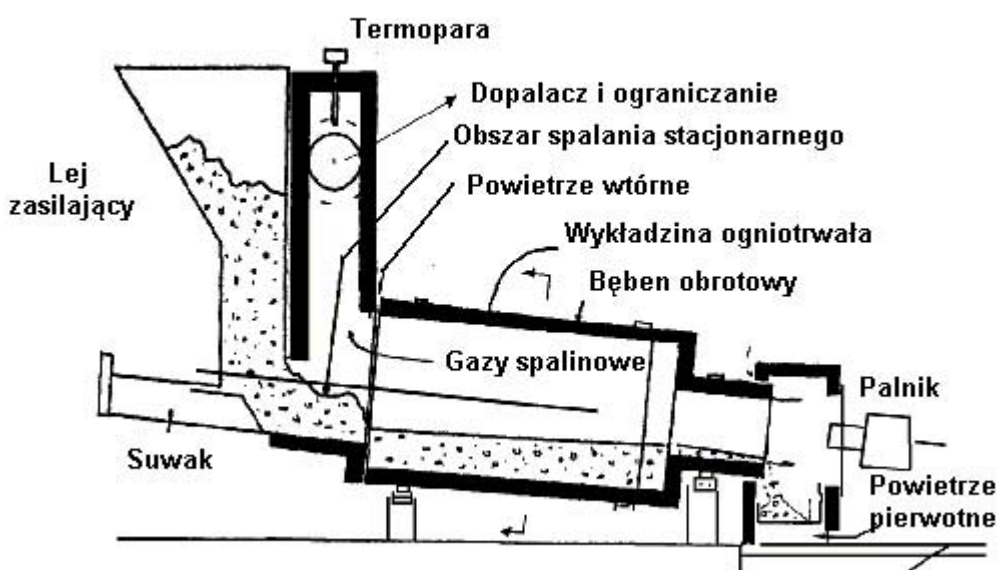 Termopara
Dopalacz i ograniczanie
Obszar spalania stacjonarnego
Lej
zasilający
Powietrze wtórne
Wykładzina ogniotrwała
Bęben obrotowy
Gazy spalinowe
Palnik
Suwak
Powietrze
pierwotne